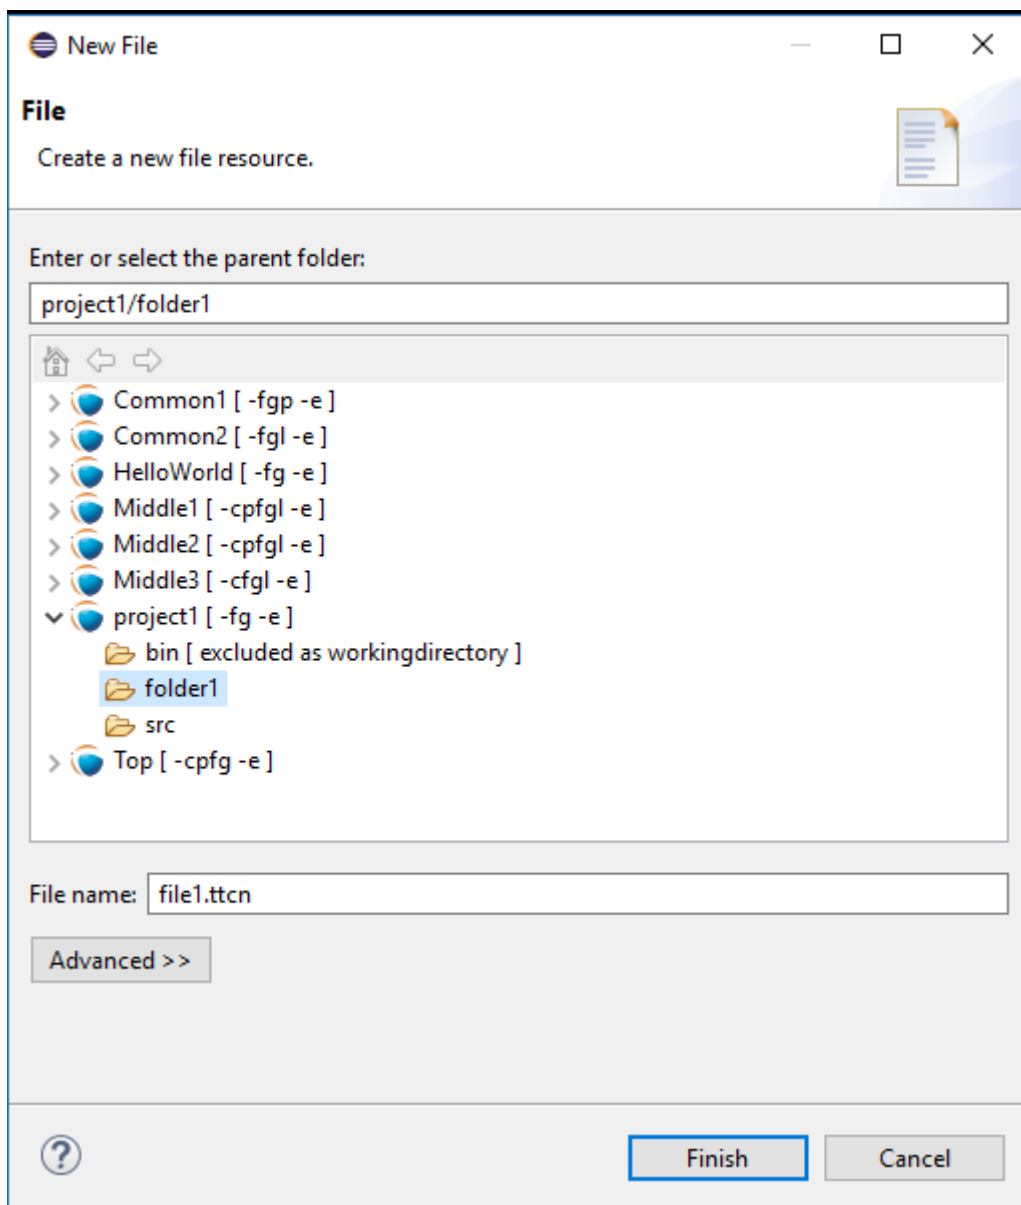 New File
File
Create a new file resource.
Enter or select the parent folder:
project1/folder1
Common1 [ -fgp -e ]
Common2 [ -fgl -e ]
HelloWorld [ -fg -e ]
Middle1 [ -cpfgl -e ]
Middle2 [ -cpfgl -e ]
Middle3 [ -cfgl -e ]
project1 [ -fg -e ]
bin [ excluded as workingdirectory ]
folder1
src
Top [ -cpfg -e ]
File name: file1.ttcn
Advanced >>
? Finish Cancel